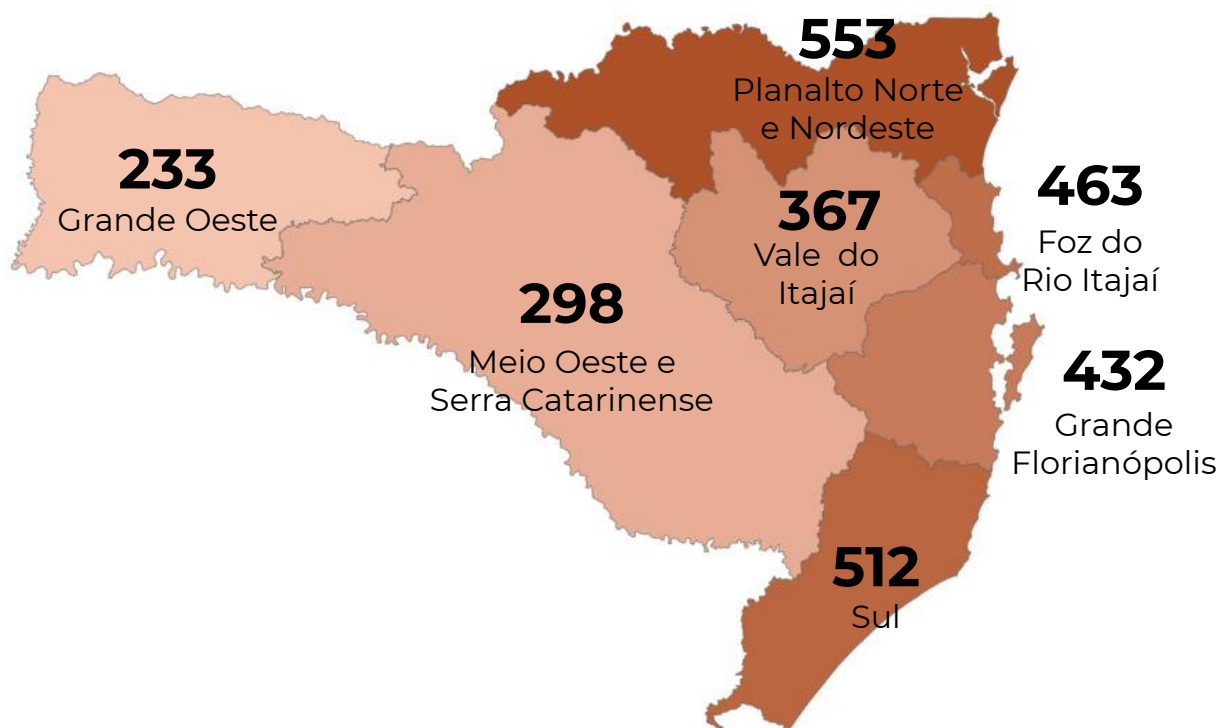 553
Planalto Norte
e Nordeste
233
Grande Oeste
463
Foz do
Rio Itajaí
367
Vale do
Itajaí
298
Meio Oeste e
Serra Catarinense
432
Grande
Florianópolis
512
Sul